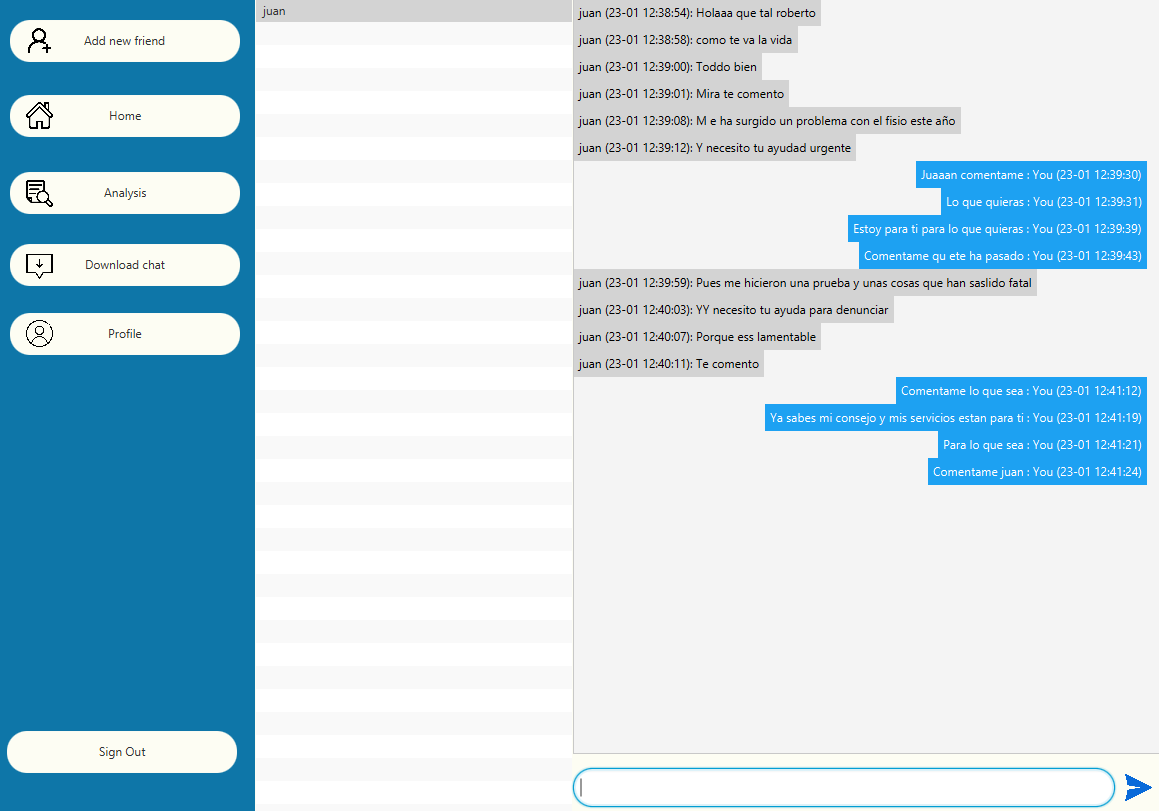 Add new friend
Home
Analysis
Download chat
Profile
Sign Out
juan
juan (23-01 12:38:54): Holaaa que tal roberto
juan (23-01 12:38:58): como te va la vida
juan (23-01 12:39:00): Toddo bien
juan (23-01 12:39:01): Mira te comento
juan (23-01 12:39:08): M e ha surgido un problema con el fisio este año
juan (23-01 12:39:12): Y necesito tu ayudad urgente
Juaaan comentame : You (23-01 12:39:30)
Lo que quieras : You (23-01 12:39:31)
Estoy para ti para lo que quieras : You (23-01 12:39:39)
Comentame qu ete ha pasado : You (23-01 12:39:43)
juan (23-01 12:39:59): Pues me hicieron una prueba y unas cosas que han saslido fatal
juan (23-01 12:40:03): YY necesito tu ayuda para denunciar
juan (23-01 12:40:07): Porque ess lamentable
juan (23-01 12:40:11): Te comento
Comentame lo que sea : You (23-01 12:41:12)
Ya sabes mi consejo y mis servicios estan para ti : You (23-01 12:41:19)
Para lo que sea : You (23-01 12:41:21)
Comentame juan : You (23-01 12:41:24)